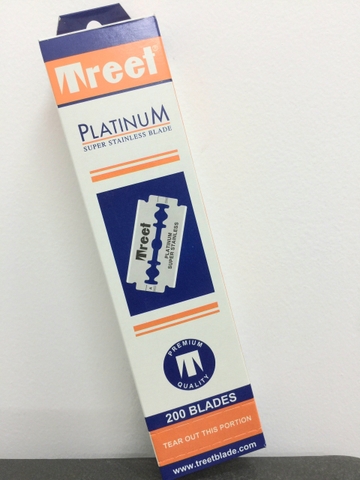 Treet
PLATINUM
SUPER STAINLESS BLADE
Treet
PLATINUM
SUPER STAINLESS
PREMIUM
QUALITY
200 BLADES
TEAR OUT THIS PORTION
www.treetblade.com